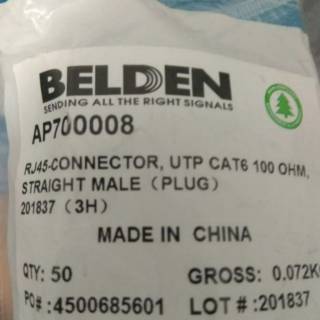 BELDEN
SENDING ALL THE RIGHT SIGNALS
AP700008
RJ45-CONNECTOR, UTP CAT6 100 OHM,
STRAIGHT MALE (PLUG)
201837 (3H)
MADE IN CHINA
QTY: 50 GROSS: 0.072K
PO#:4500685601 LOT #:201837